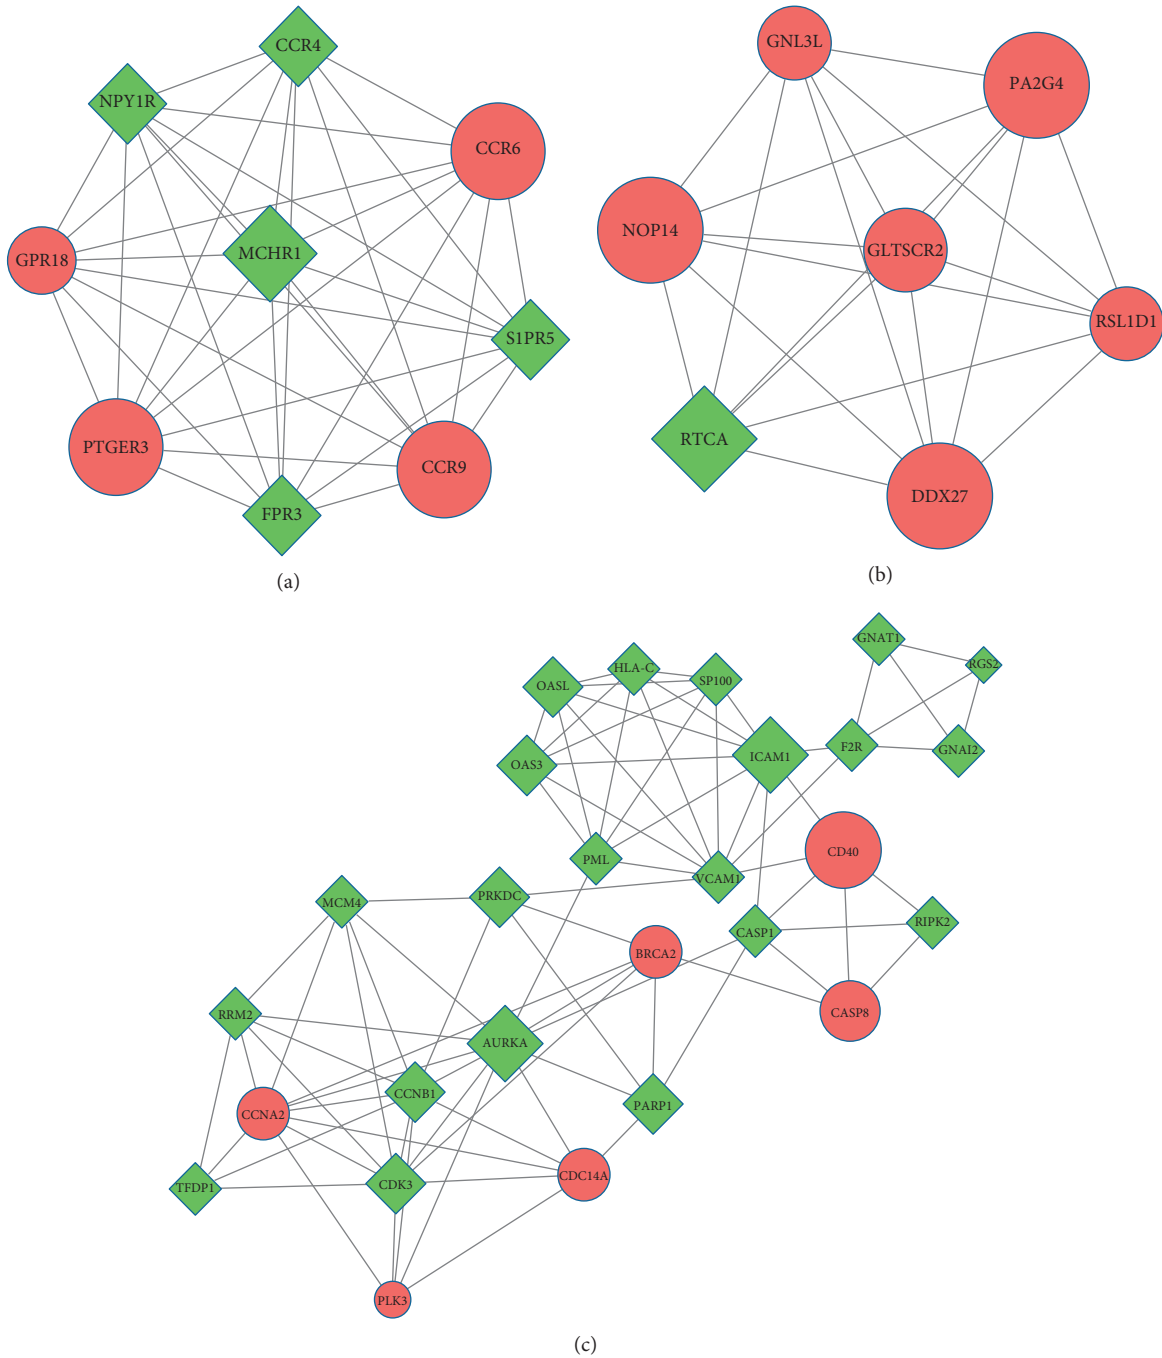 CCR4
NPY1R
CCR6
MCHR1
GPR18
S1PR5
PTGER3
CCR9
FPR3
(a)
GNL3L
PA2G4
NOP14
GLTSCR2
RSL1D1
RTCA
DDX27
(b)
GNAT1
HLA-C
RGS2
OASL
SP100
F2R
GNAI2
OAS3
ICAM1
CD40
PML
VCAM1
MCM4
PRKDC
CASP1
RIPK2
BRCA2
CASP8
RRM2
AURKA
CCNB1
PARP1
CCNA2
CDC14A
TFDP1
CDK3
PLK3
(c)